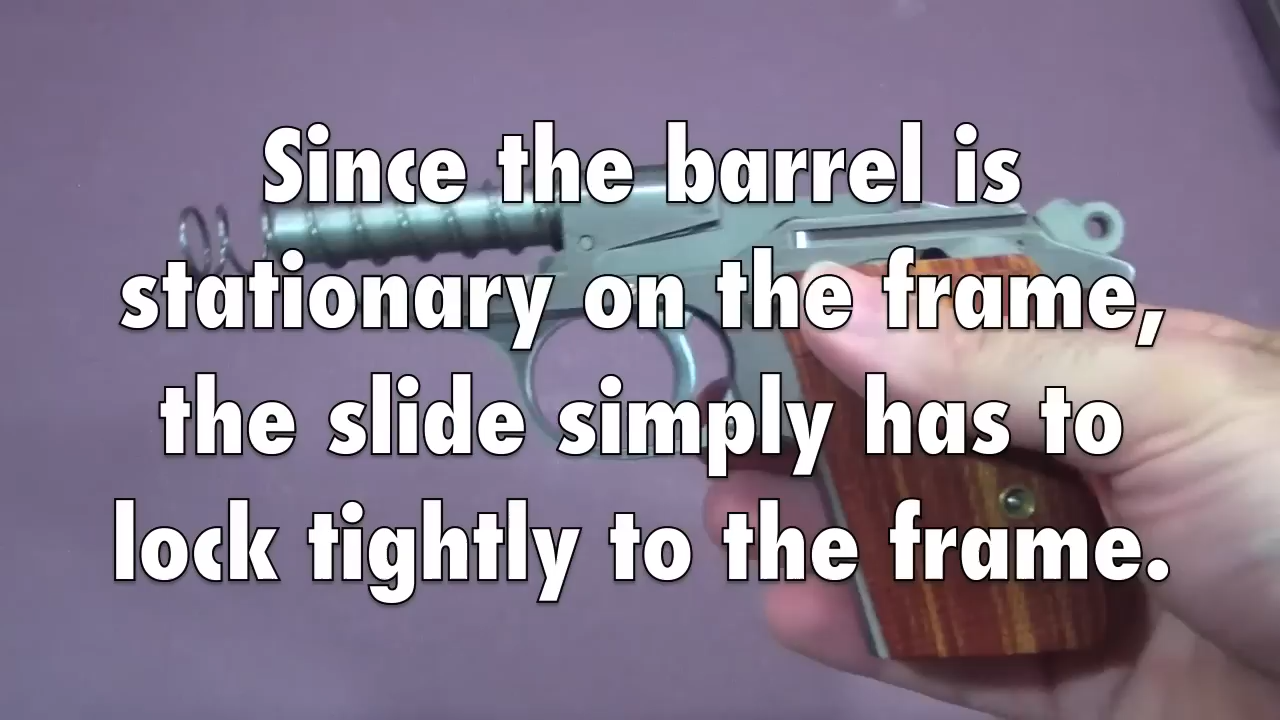 Since the barrel is
stationary on the frame,
the slide simply has to
lock tightly to the frame.